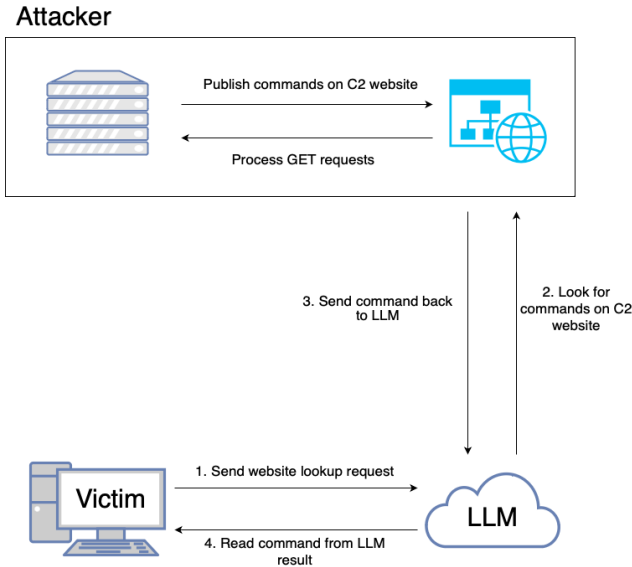 Attacker
Publish commands on C2 website
Process GET requests
3. Send command back
to LLM
2. Look for
commands on C2
website
1. Send website lookup request
Victim
LLM
4. Read command from LLM
result